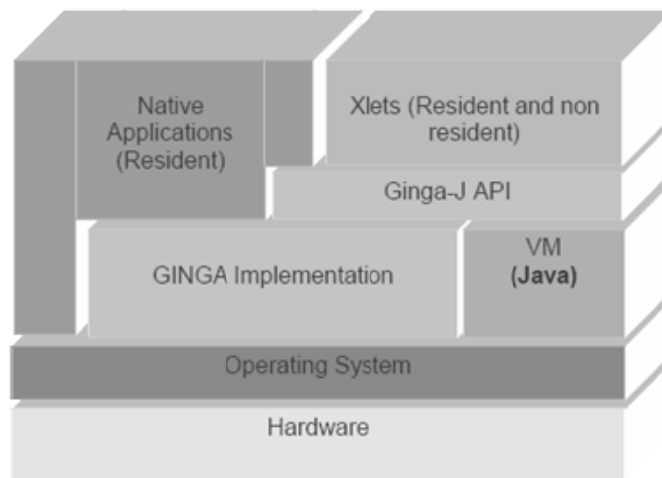 Native
Applications
(Resident)
Xlets (Resident and non
resident)
Ginga-J API
GINGA Implementation
VM
(Java)
Operating System
Hardware